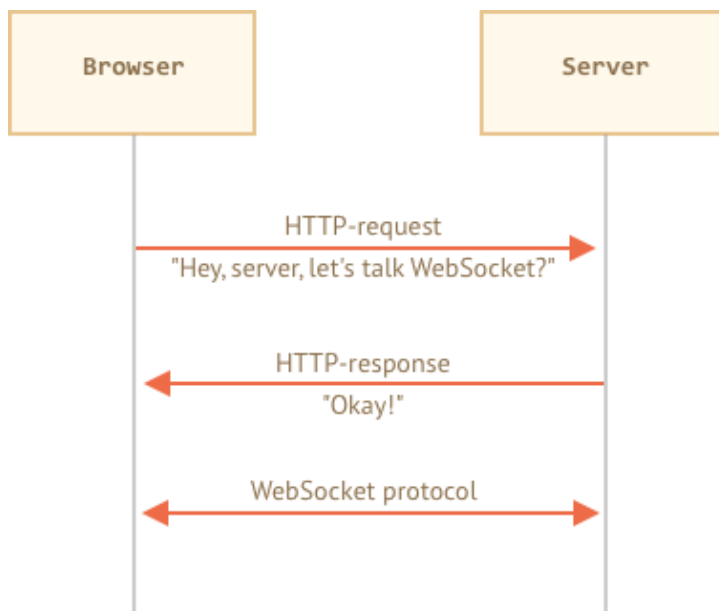 Browser
Server
HTTP-request
"Hey, server, let's talk WebSocket?"
HTTP-response
"Okay!"
WebSocket protocol